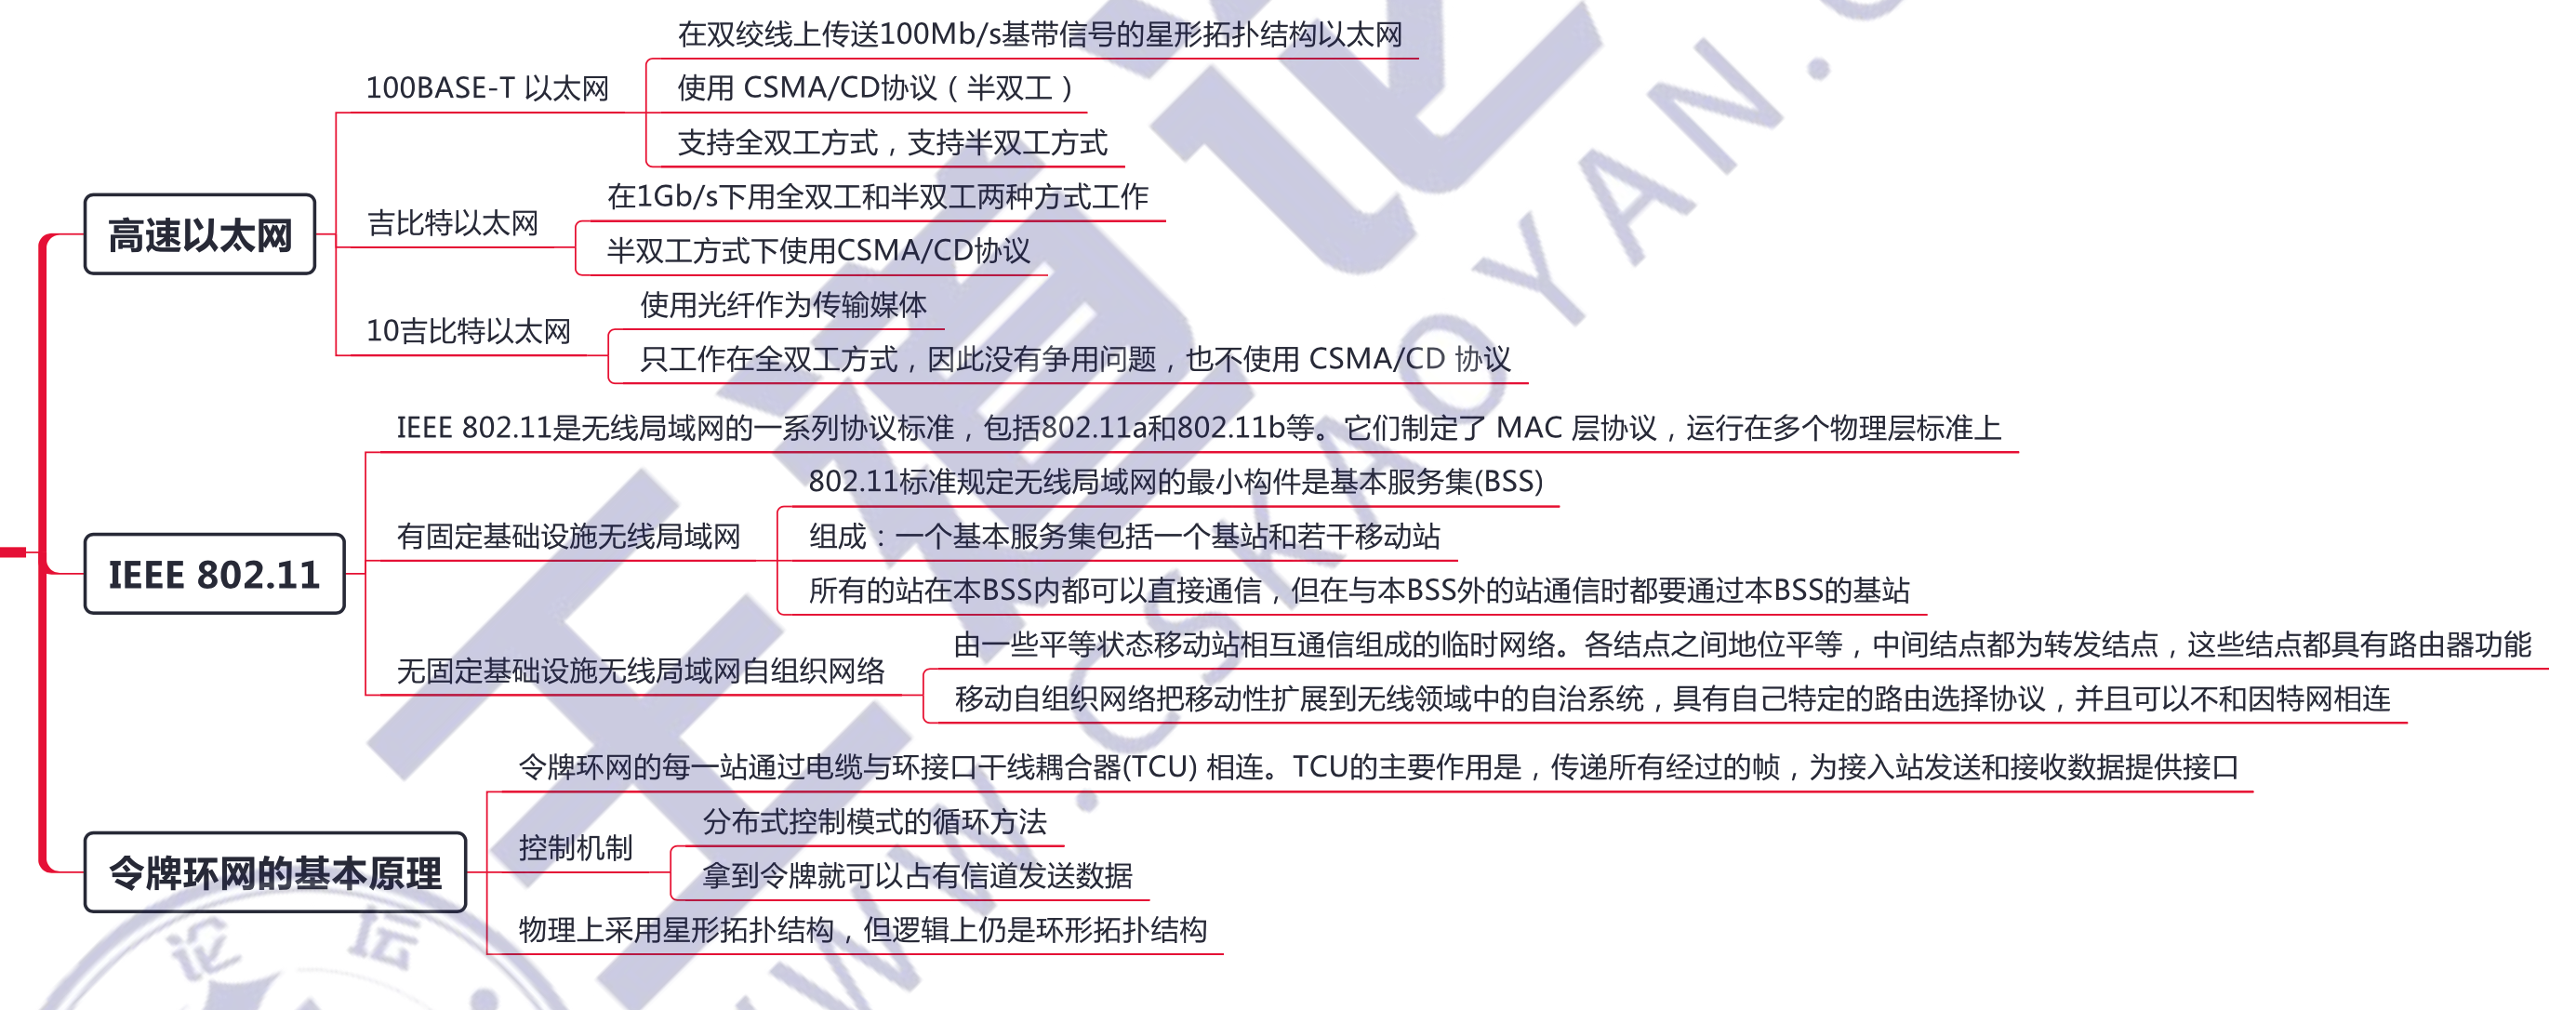 在双绞线上传送100Mb/s基带信号的星形拓扑结构以太网
100BASE-T 以太网
使用 CSMA/CD协议（半双工）
支持全双工方式，支持半双工方式
高速以太网
吉比特以太网
在1Gb/s下用全双工和半双工两种方式工作
半双工方式下使用CSMA/CD协议
10吉比特以太网
使用光纤作为传输媒体
只工作在全双工方式，因此没有争用问题，也不使用 CSMA/CD 协议
IEEE 802.11
IEEE 802.11是无线局域网的一系列协议标准，包括802.11a和802.11b等。它们制定了 MAC 层协议，运行在多个物理层标准上
有固定基础设施无线局域网
802.11标准规定无线局域网的最小构件是基本服务集(BSS)
组成：一个基本服务集包括一个基站和若干移动站
所有的站在本BSS内都可以直接通信，但在与本BSS外的站通信时都要通过本BSS的基站
无固定基础设施无线局域网自组织网络
由一些平等状态移动站相互通信组成的临时网络。各结点之间地位平等，中间结点都为转发结点，这些结点都具有路由器功能
移动自组织网络把移动性扩展到无线领域中的自治系统，具有自己特定的路由选择协议，并且可以不和因特网相连
令牌环网的基本原理
令牌环网的每一站通过电缆与环接口干线耦合器(TCU) 相连。TCU的主要作用是，传递所有经过的帧，为接入站发送和接收数据提供接口
控制机制
分布式控制模式的循环方法
拿到令牌就可以占有信道发送数据
物理上采用星形拓扑结构，但逻辑上仍是环形拓扑结构
王道论
WWW.CSKAOYAN.
论坛